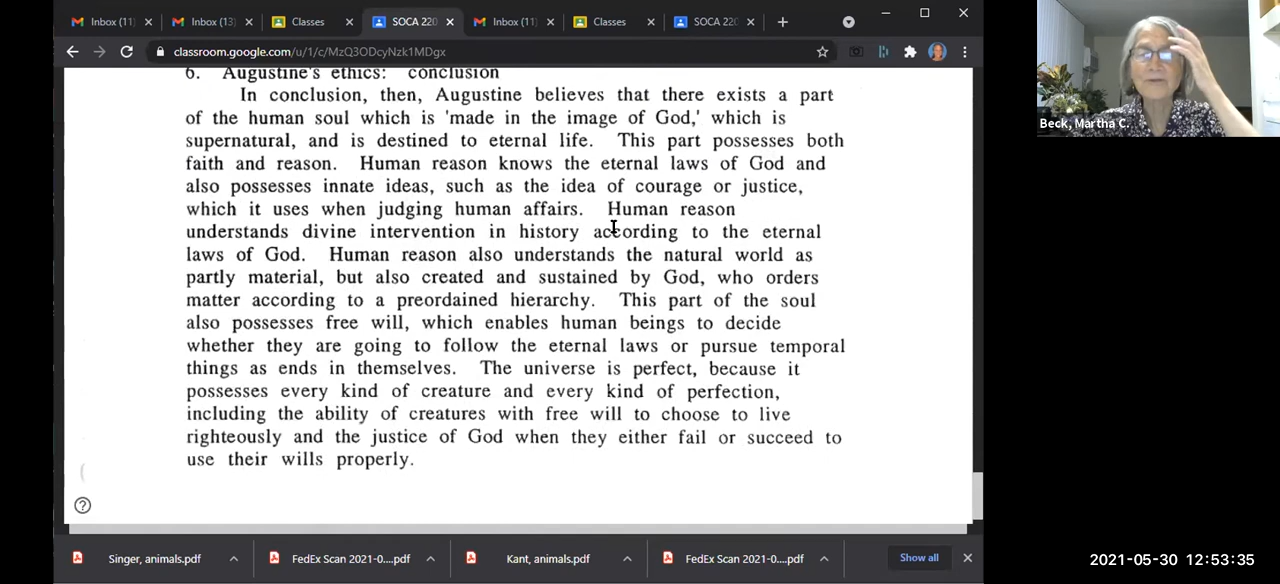 Inbox (11)
Inbox (13)
Classes
SOCA 220
Inbox (11)
Classes
SOCA 220
classroom.google.com/u/1/c/MzQ3ODcyNzk1MDgx
6. Augustine's ethics: conclusion
In conclusion, then, Augustine believes that there exists a part
of the human soul which is 'made in the image of God,' which is
supernatural, and is destined to eternal life. This part possesses both
faith and reason. Human reason knows the eternal laws of God and
also possesses innate ideas, such as the idea of courage or justice,
which it uses when judging human affairs. Human reason
understands divine intervention in history according to the eternal
laws of God. Human reason also understands the natural world as
partly material, but also created and sustained by God, who orders
matter according to a preordained hierarchy. This part of the soul
also possesses free will, which enables human beings to decide
whether they are going to follow the eternal laws or pursue temporal
things as ends in themselves. The universe is perfect, because it
possesses every kind of creature and every kind of perfection,
including the ability of creatures with free will to choose to live
righteously and the justice of God when they either fail or succeed to
use their wills properly.
Singer, animals.pdf
FedEx Scan 2021-0....pdf
Kant, animals.pdf
FedEx Scan 2021-0....pdf
Show all
Beck, Martha C.
2021-05-30 12:53:35